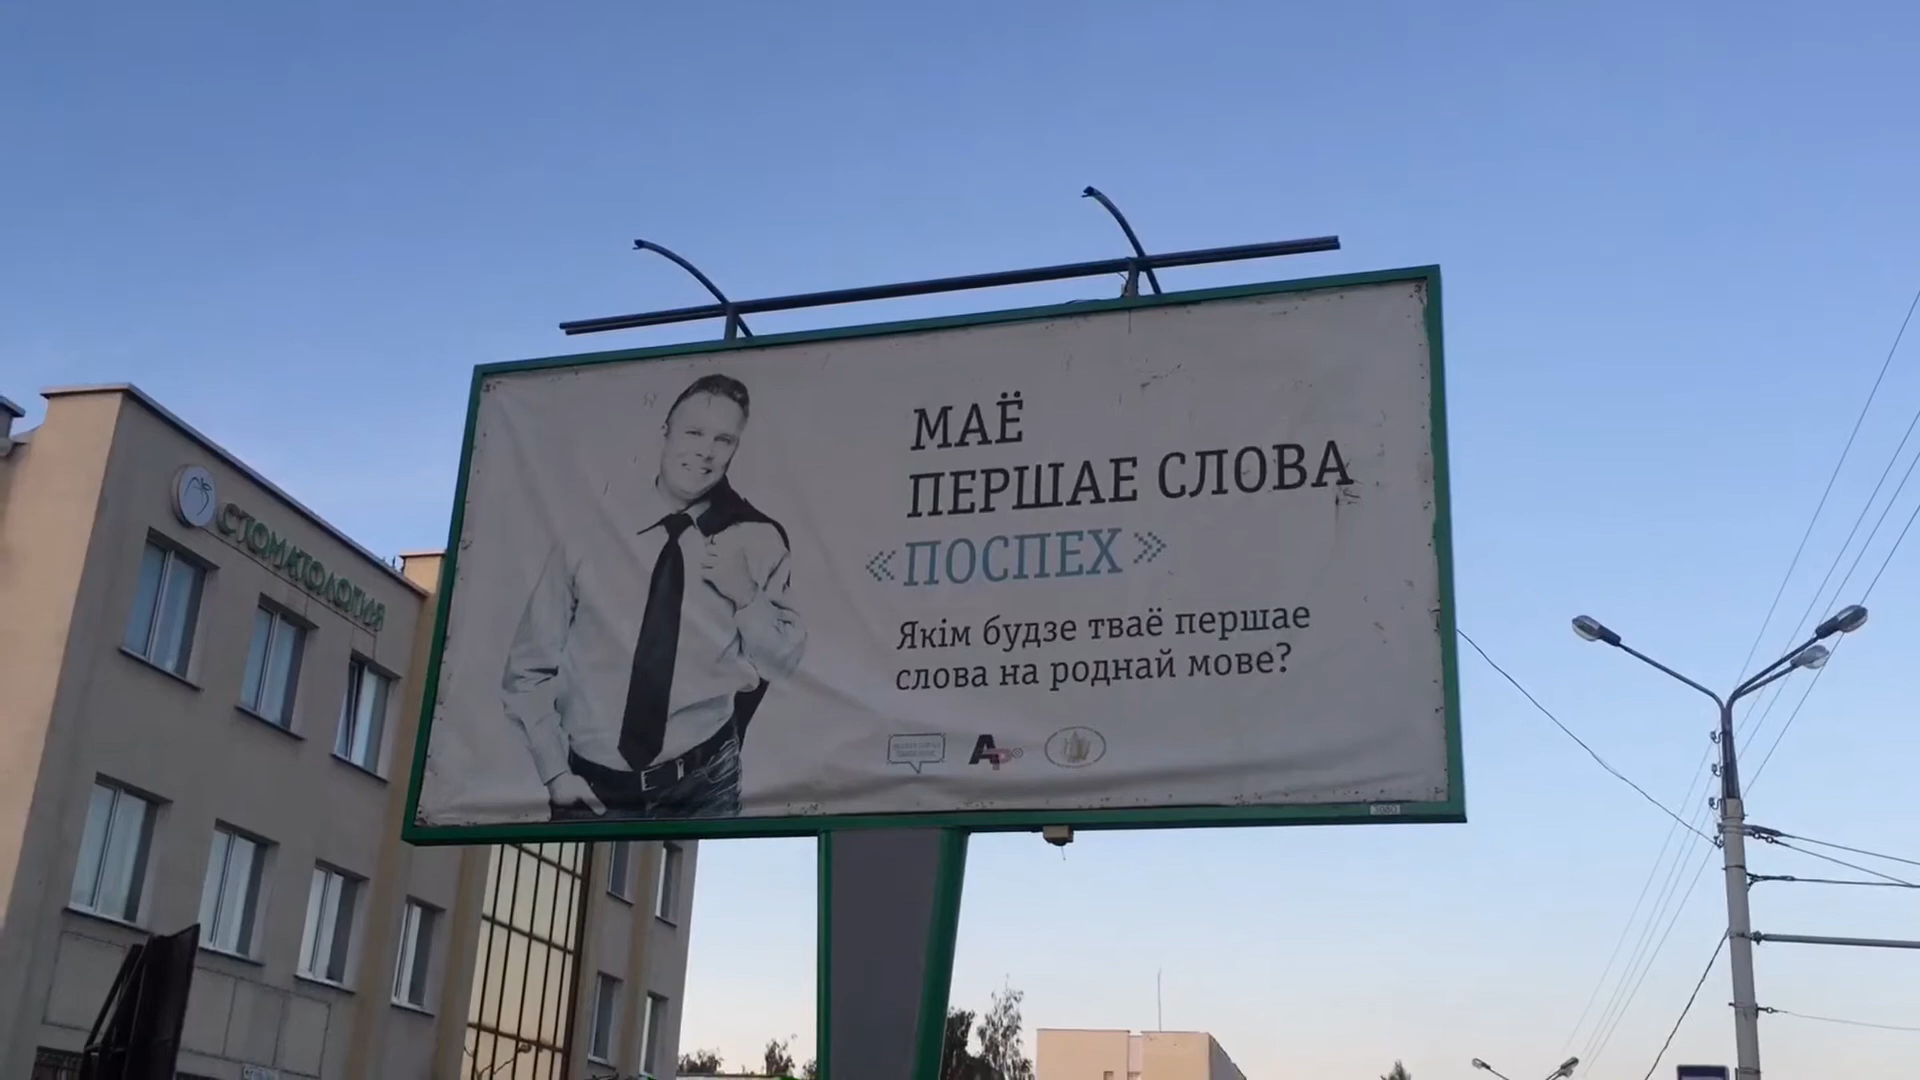 СТОМАТОЛОГИЯ
МАЁ
ПЕРШАЕ СЛОВА
«ПОСПЕХ»
Якім будзе тваё першае
слова на роднай мове?